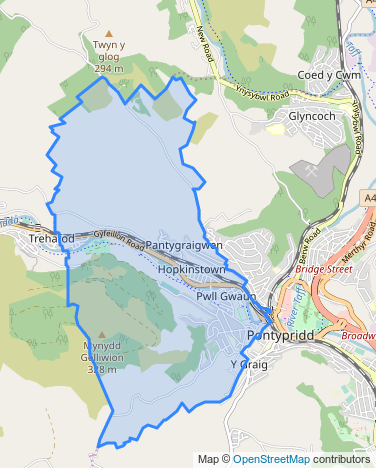 Twyn y
glog
294 m
New Road
Ynysybwl Road
Coed y Cwm
Glyncoch
Ynysybwl Road
Taff
A4
Merthyr Road
Berw Road
Trehafod
Gyfeillon Road
Pantygraigwen
Hopkinstown
Bridge Street
Pwll Gwaun
River Taff
Pontypridd
Broadw
Mynydd
Gelliwion
328 m
Y Graig
Map © OpenStreetMap contributors